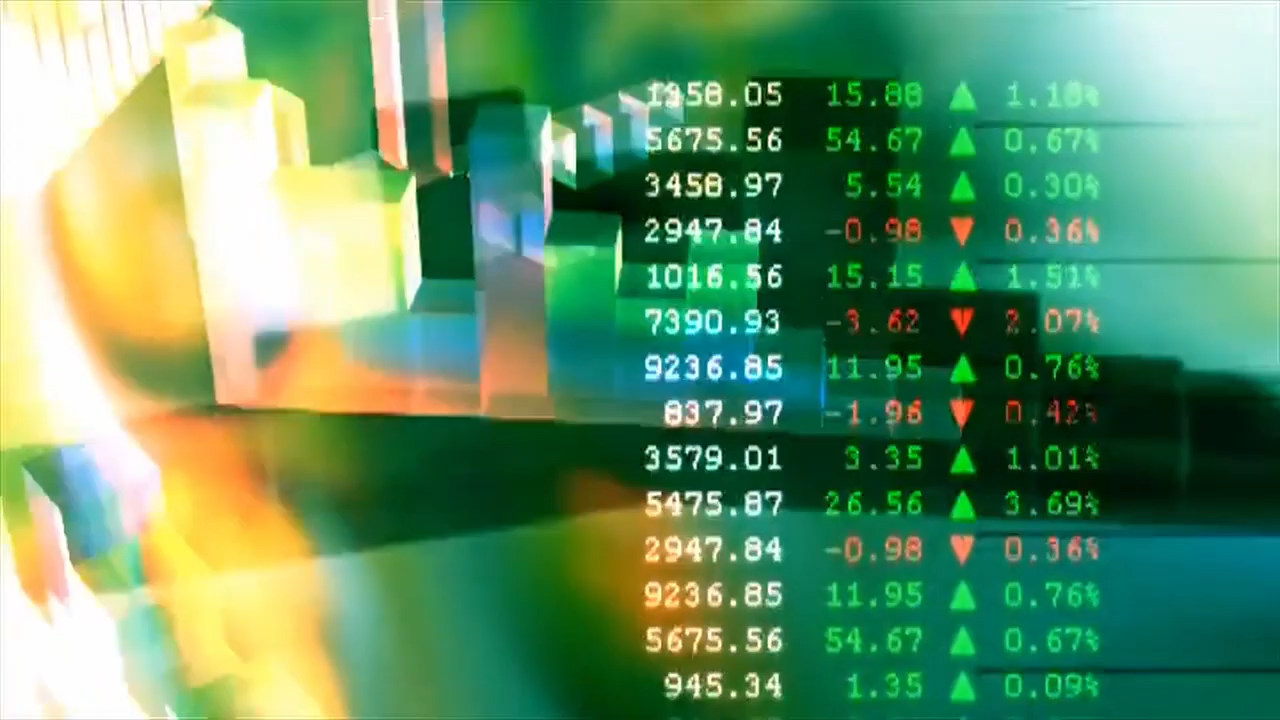 1358.05 15.88 ▲ 1.18%
5675.56 54.67 ▲ 0.67%
3458.97 5.54 ▲ 0.30%
2947.84 -0.98 ▼ 0.36%
1016.56 15.15 ▲ 1.51%
7390.93 -3.62 ▼ 2.07%
9236.85 11.95 ▲ 0.76%
837.97 -1.96 ▼ 0.42%
3579.01 3.35 ▲ 1.01%
5475.87 26.56 ▲ 3.69%
2947.84 -0.98 ▼ 0.36%
9236.85 11.95 ▲ 0.76%
5675.56 54.67 ▲ 0.67%
945.34 1.35 ▲ 0.09%